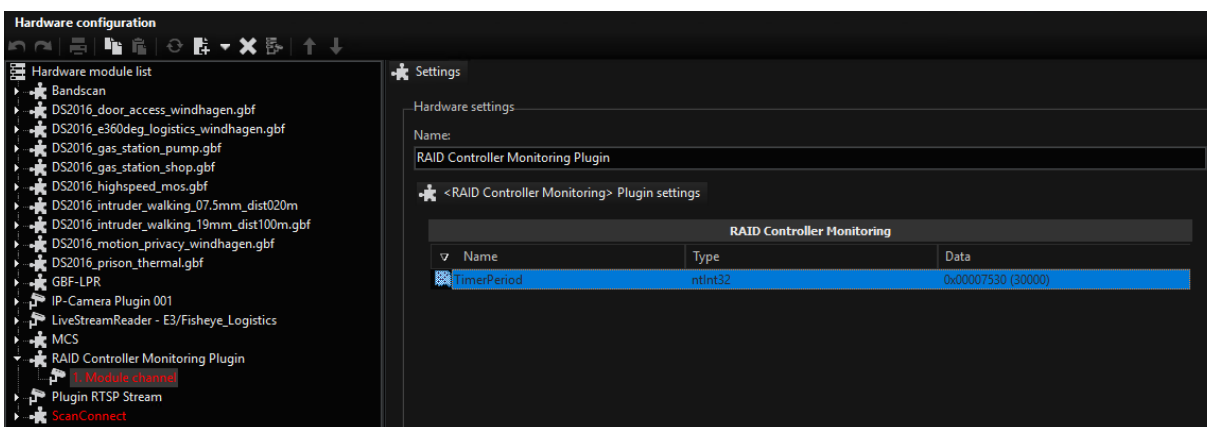 Hardware configuration
Hardware module list
Bandscan
DS2016_door_access_windhagen.gbf
DS2016_e360deg_logistics_windhagen.gbf
DS2016_gas_station_pump.gbf
DS2016_gas_station_shop.gbf
DS2016_highspeed_mos.gbf
DS2016_intruder_walking_07.5mm_dist020m
DS2016_intruder_walking_19mm_dist100m.gbf
DS2016_motion_privacy_windhagen.gbf
DS2016_prison_thermal.gbf
GBF-LPR
IP-Camera Plugin 001
LiveStreamReader - E3/Fisheye_Logistics
MCS
RAID Controller Monitoring Plugin
1. Module channel
Plugin RTSP Stream
ScanConnect
Settings
Hardware settings
Name:
RAID Controller Monitoring Plugin
<RAID Controller Monitoring> Plugin settings
RAID Controller Monitoring
Name Type Data
TimerPeriod ntInt32 0x00007530 (30000)